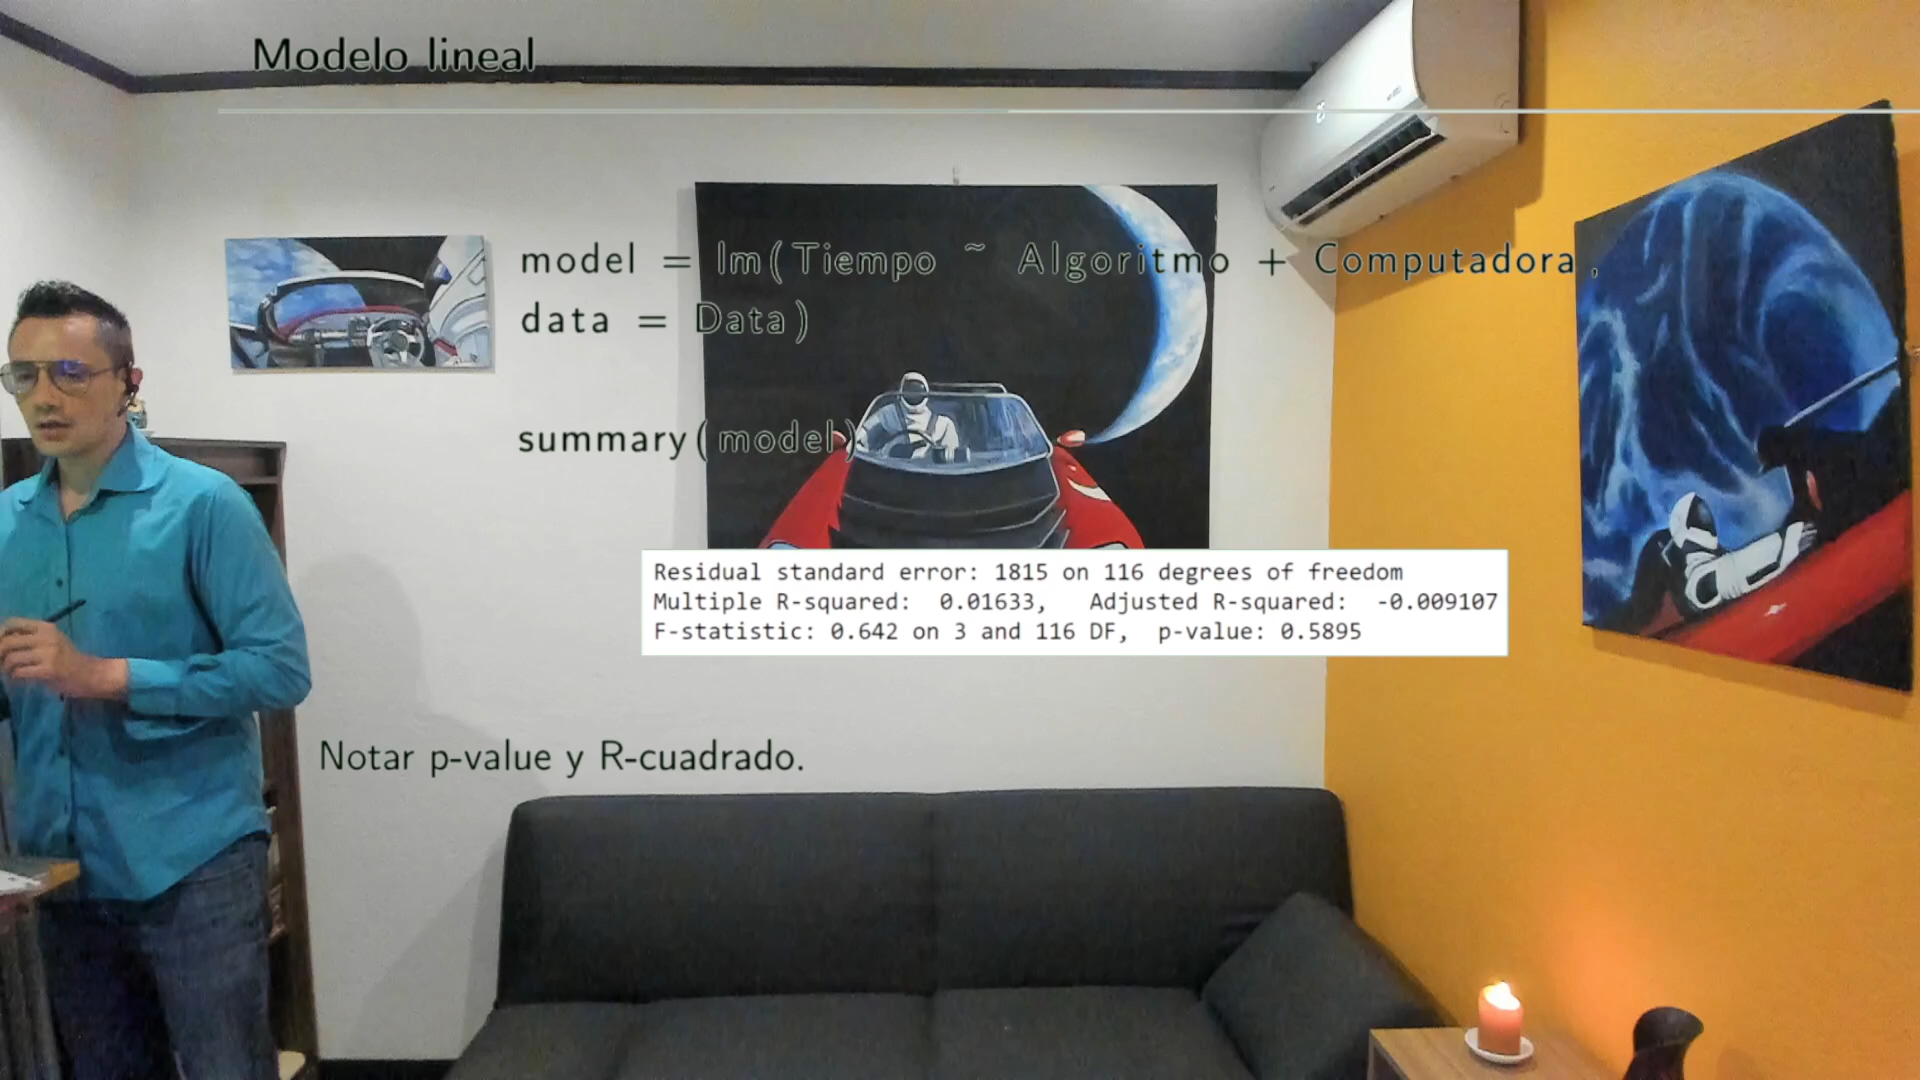 Modelo lineal
model = lm(Tiempo ~ Algoritmo + Computadora,
data = Data)
summary(model)
Residual standard error: 1815 on 116 degrees of freedom
Multiple R-squared:  0.01633,   Adjusted R-squared:  -0.009107
F-statistic: 0.642 on 3 and 116 DF,  p-value: 0.5895
Notar p-value y R-cuadrado.